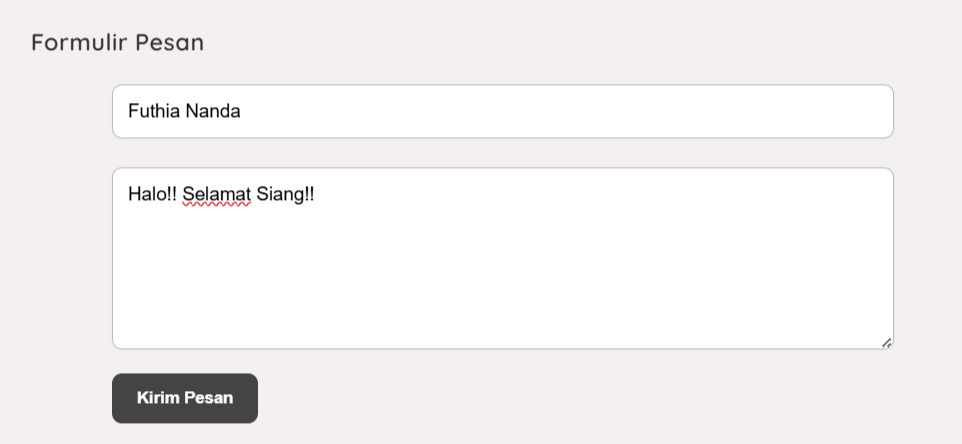 Formulir Pesan
Futhia Nanda
Halo!! Selamat Siang!!
Kirim Pesan